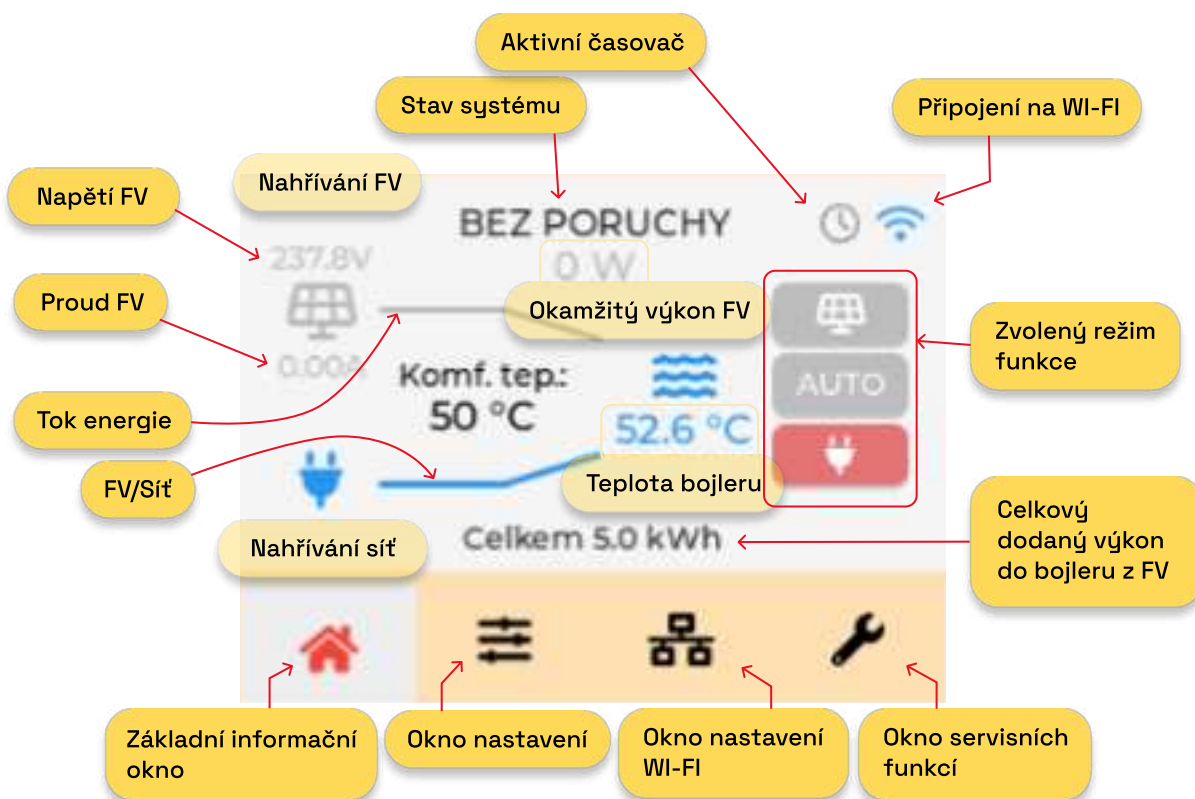 Aktivní časovač
Stav systému
Připojení na WI-FI
Nahřívání FV
Napětí FV
BEZ PORUCHY
237.8V
0 W
Proud FV
Okamžitý výkon FV
Zvolený režim
funkce
0.00A
Komf. tep.:
50 °C
AUTO
Tok energie
52.6 °C
FV/Síť
Teplota bojleru
Celkový
dodaný výkon
do bojleru z FV
Nahřívání síť
Celkem 5.0 kWh
Základní informační
okno
Okno nastavení
Okno nastavení
WI-FI
Okno servisních
funkcí